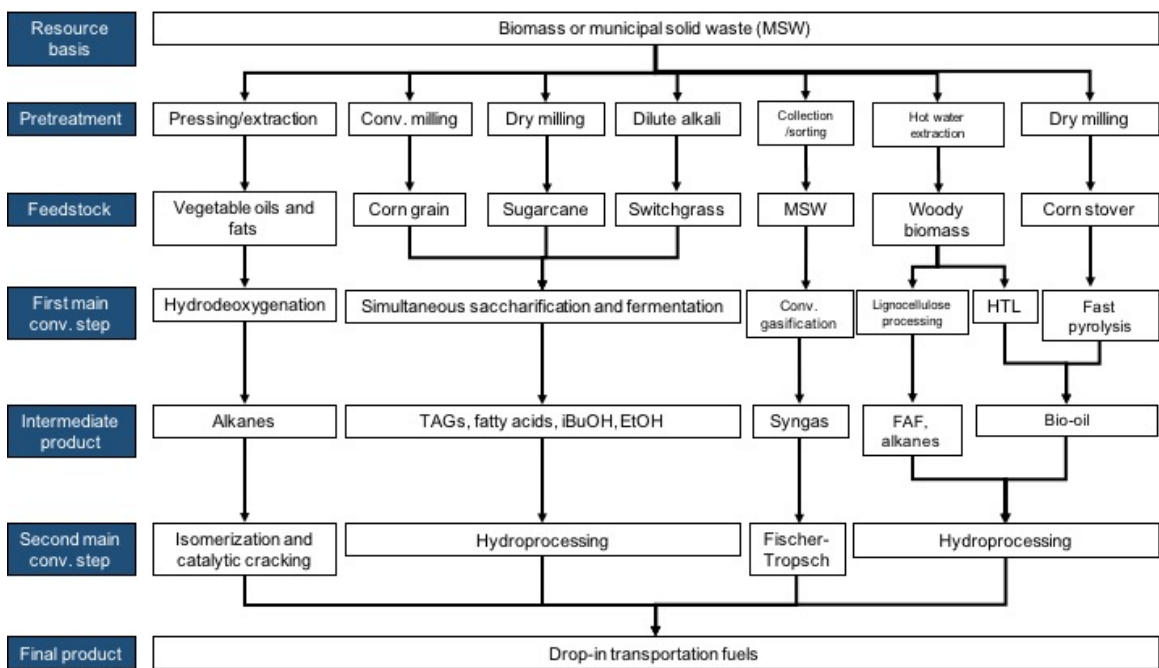 Resource
basis
Biomass or municipal solid waste (MSW)
Pretreatment
Pressing/extraction
Conv. milling
Dry milling
Dilute alkali
Collection
/sorting
Hot water
extraction
Dry milling
Feedstock
Vegetable oils and
fats
Corn grain
Sugarcane
Switchgrass
MSW
Woody
biomass
Corn stover
First main
conv. step
Hydrodeoxygenation
Simultaneous saccharification and fermentation
Conv.
gasification
Lignocellulose
processing
HTL
Fast
pyrolysis
Intermediate
product
Alkanes
TAGs, fatty acids, iBuOH, EtOH
Syngas
FAF,
alkanes
Bio-oil
Second main
conv. step
Isomerization and
catalytic cracking
Hydroprocessing
Fischer-
Tropsch
Hydroprocessing
Final product
Drop-in transportation fuels